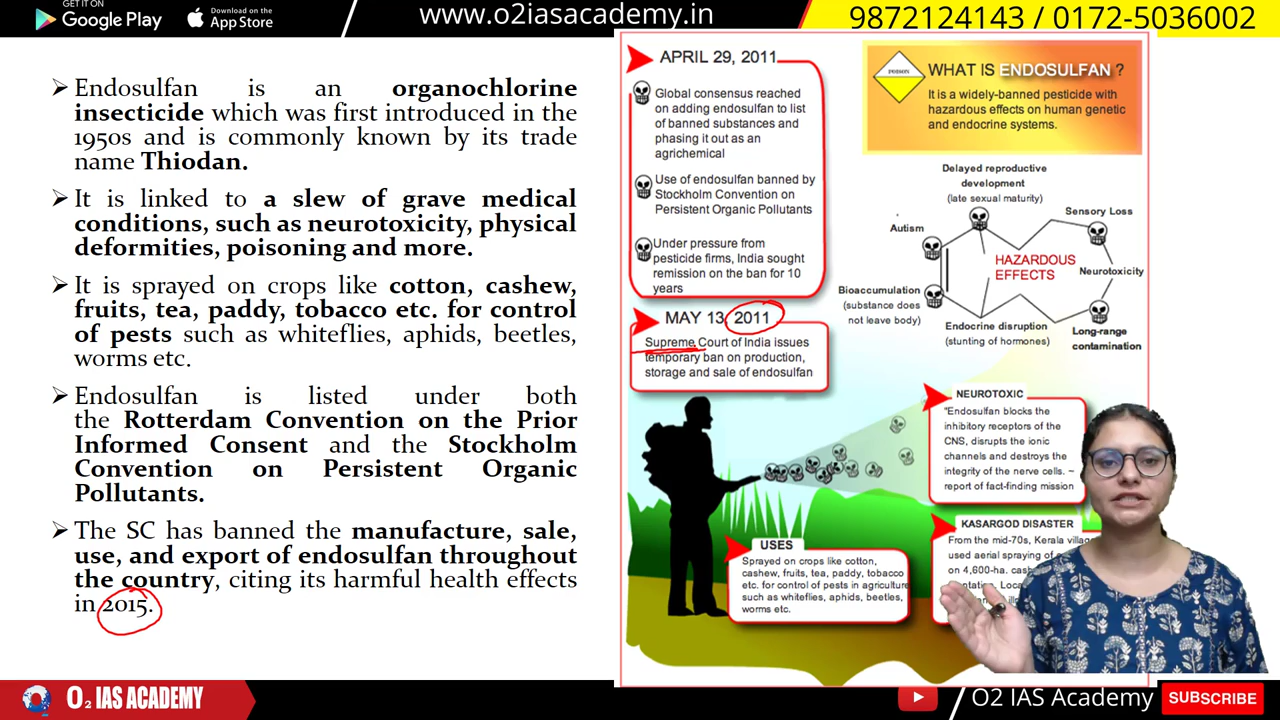 GET IT ON
Google Play
Download on the
App Store
www.o2iasacademy.in
9872124143 / 0172-5036002
➢ Endosulfan is an organochlorine
insecticide which was first introduced in the
1950s and is commonly known by its trade
name Thiodan.
➢ It is linked to a slew of grave medical
conditions, such as neurotoxicity, physical
deformities, poisoning and more.
➢ It is sprayed on crops like cotton, cashew,
fruits, tea, paddy, tobacco etc. for control
of pests such as whiteflies, aphids, beetles,
worms etc.
➢ Endosulfan is listed under both
the Rotterdam Convention on the Prior
Informed Consent and the Stockholm
Convention on Persistent Organic
Pollutants.
➢ The SC has banned the manufacture, sale,
use, and export of endosulfan throughout
the country, citing its harmful health effects
in 2015.
APRIL 29, 2011
Global consensus reached
on adding endosulfan to list
of banned substances and
phasing it out as an
agrichemical
Use of endosulfan banned by
Stockholm Convention on
Persistent Organic Pollutants
Under pressure from
pesticide firms, India sought
remission on the ban for 10
years
MAY 13, 2011
Supreme Court of India issues
temporary ban on production,
storage and sale of endosulfan
POISON
WHAT IS ENDOSULFAN ?
It is a widely-banned pesticide with
hazardous effects on human genetic
and endocrine systems.
Delayed reproductive
development
(late sexual maturity)
Sensory Loss
Autism
HAZARDOUS
EFFECTS
Neurotoxicity
Bioaccumulation
(substance does
not leave body)
Endocrine disruption
(stunting of hormones)
Long-range
contamination
NEUROTOXIC
"Endosulfan blocks the
inhibitory receptors of the
CNS, disrupts the ionic
channels and destroys the
integrity of the nerve cells. –
report of fact-finding mission
KASARGOD DISASTER
From the mid-70s, Kerala
used aerial spraying of
on 4,600-ha.
USES
Sprayed on crops like cotton,
cashew, fruits, tea, paddy, tobacco
etc. for control of pests in agriculture
such as whiteflies, aphids, beetles,
worms etc.
O2 IAS ACADEMY
O2 IAS Academy
SUBSCRIBE